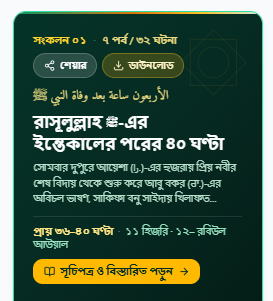 সংকলন ০১ · ৭ পর্ব / ৩২ ঘটনা
শেয়ার ডাউনলোড
الأربعون ساعة بعد وفاة النبي ﷺ
রাসূলুল্লাহ ﷺ-এর
ইন্তেকালের পরের ৪০ ঘণ্টা
সোমবার দুপুরে আয়েশা (রা.)-এর হুজরায় প্রিয় নবীর
শেষ বিদায় থেকে শুরু করে আবু বকর (রা.)-এর
অবিচল ভাষণ, সাকিফা বনু সাইদায় খিলাফত...
প্রায় ৩৬–৪০ ঘণ্টা · ১১ হিজরি · ১২– রবিউল
আউয়াল
সূচিপত্র ও বিস্তারিত পড়ুন →